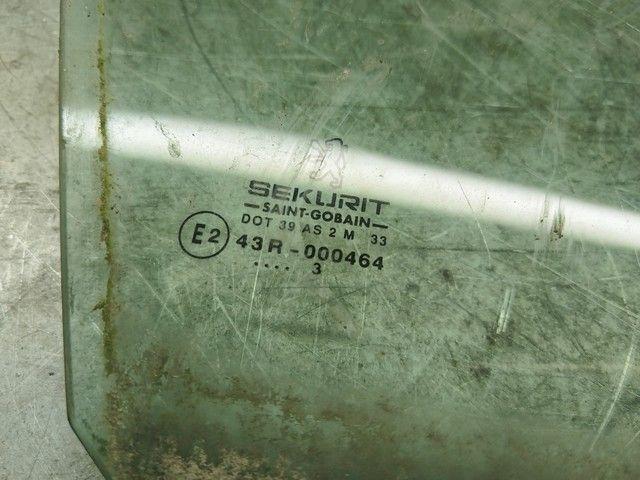 SEKURIT
– SAINT-GOBAIN –
DOT 39 AS 2 M 33
E2 43R-000464
.... 3